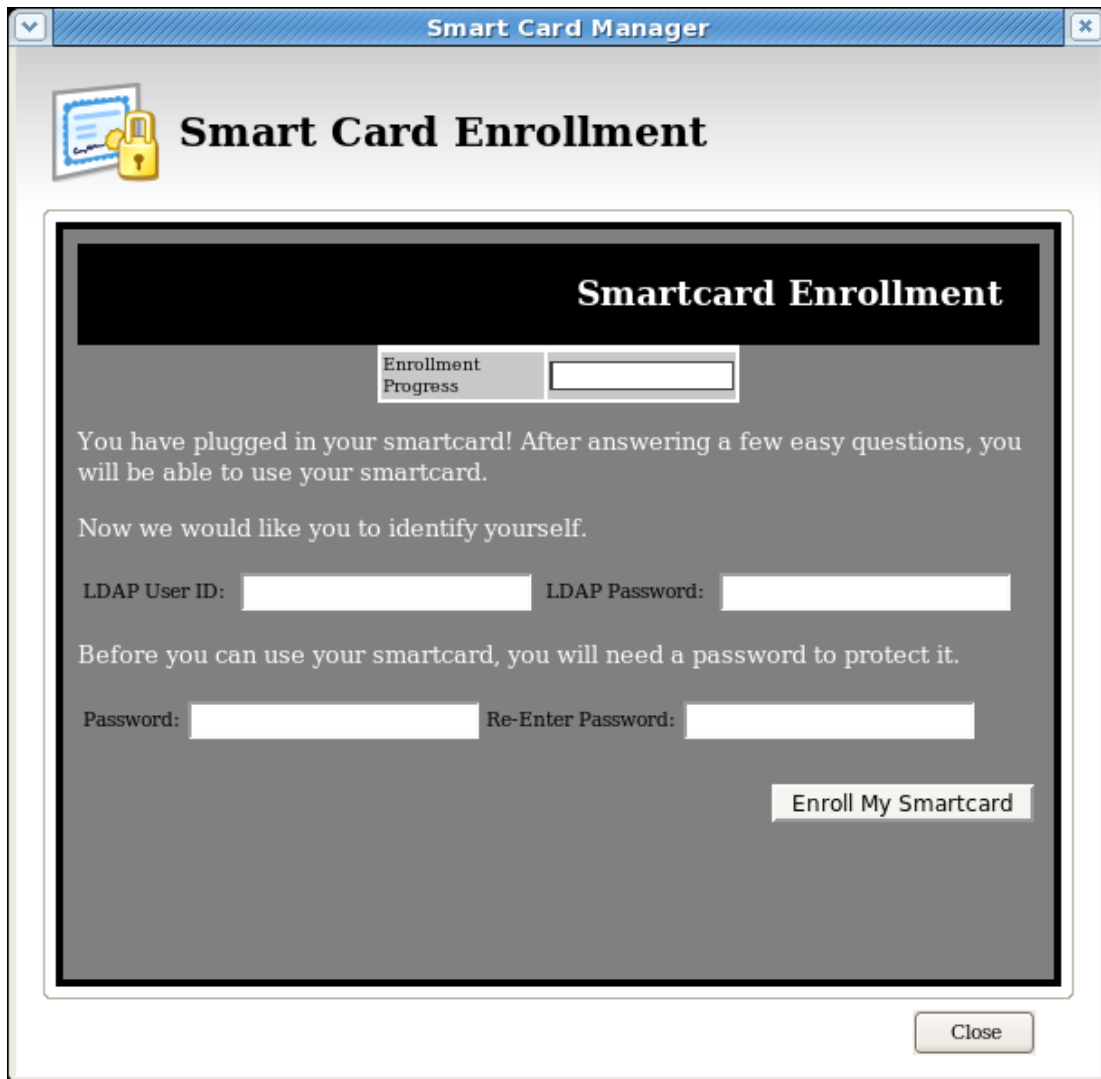 Smart Card Manager
Smart Card Enrollment
Smartcard Enrollment
Enrollment
Progress
You have plugged in your smartcard! After answering a few easy questions, you
will be able to use your smartcard.
Now we would like you to identify yourself.
LDAP User ID: LDAP Password:
Before you can use your smartcard, you will need a password to protect it.
Password: Re-Enter Password:
Enroll My Smartcard
Close